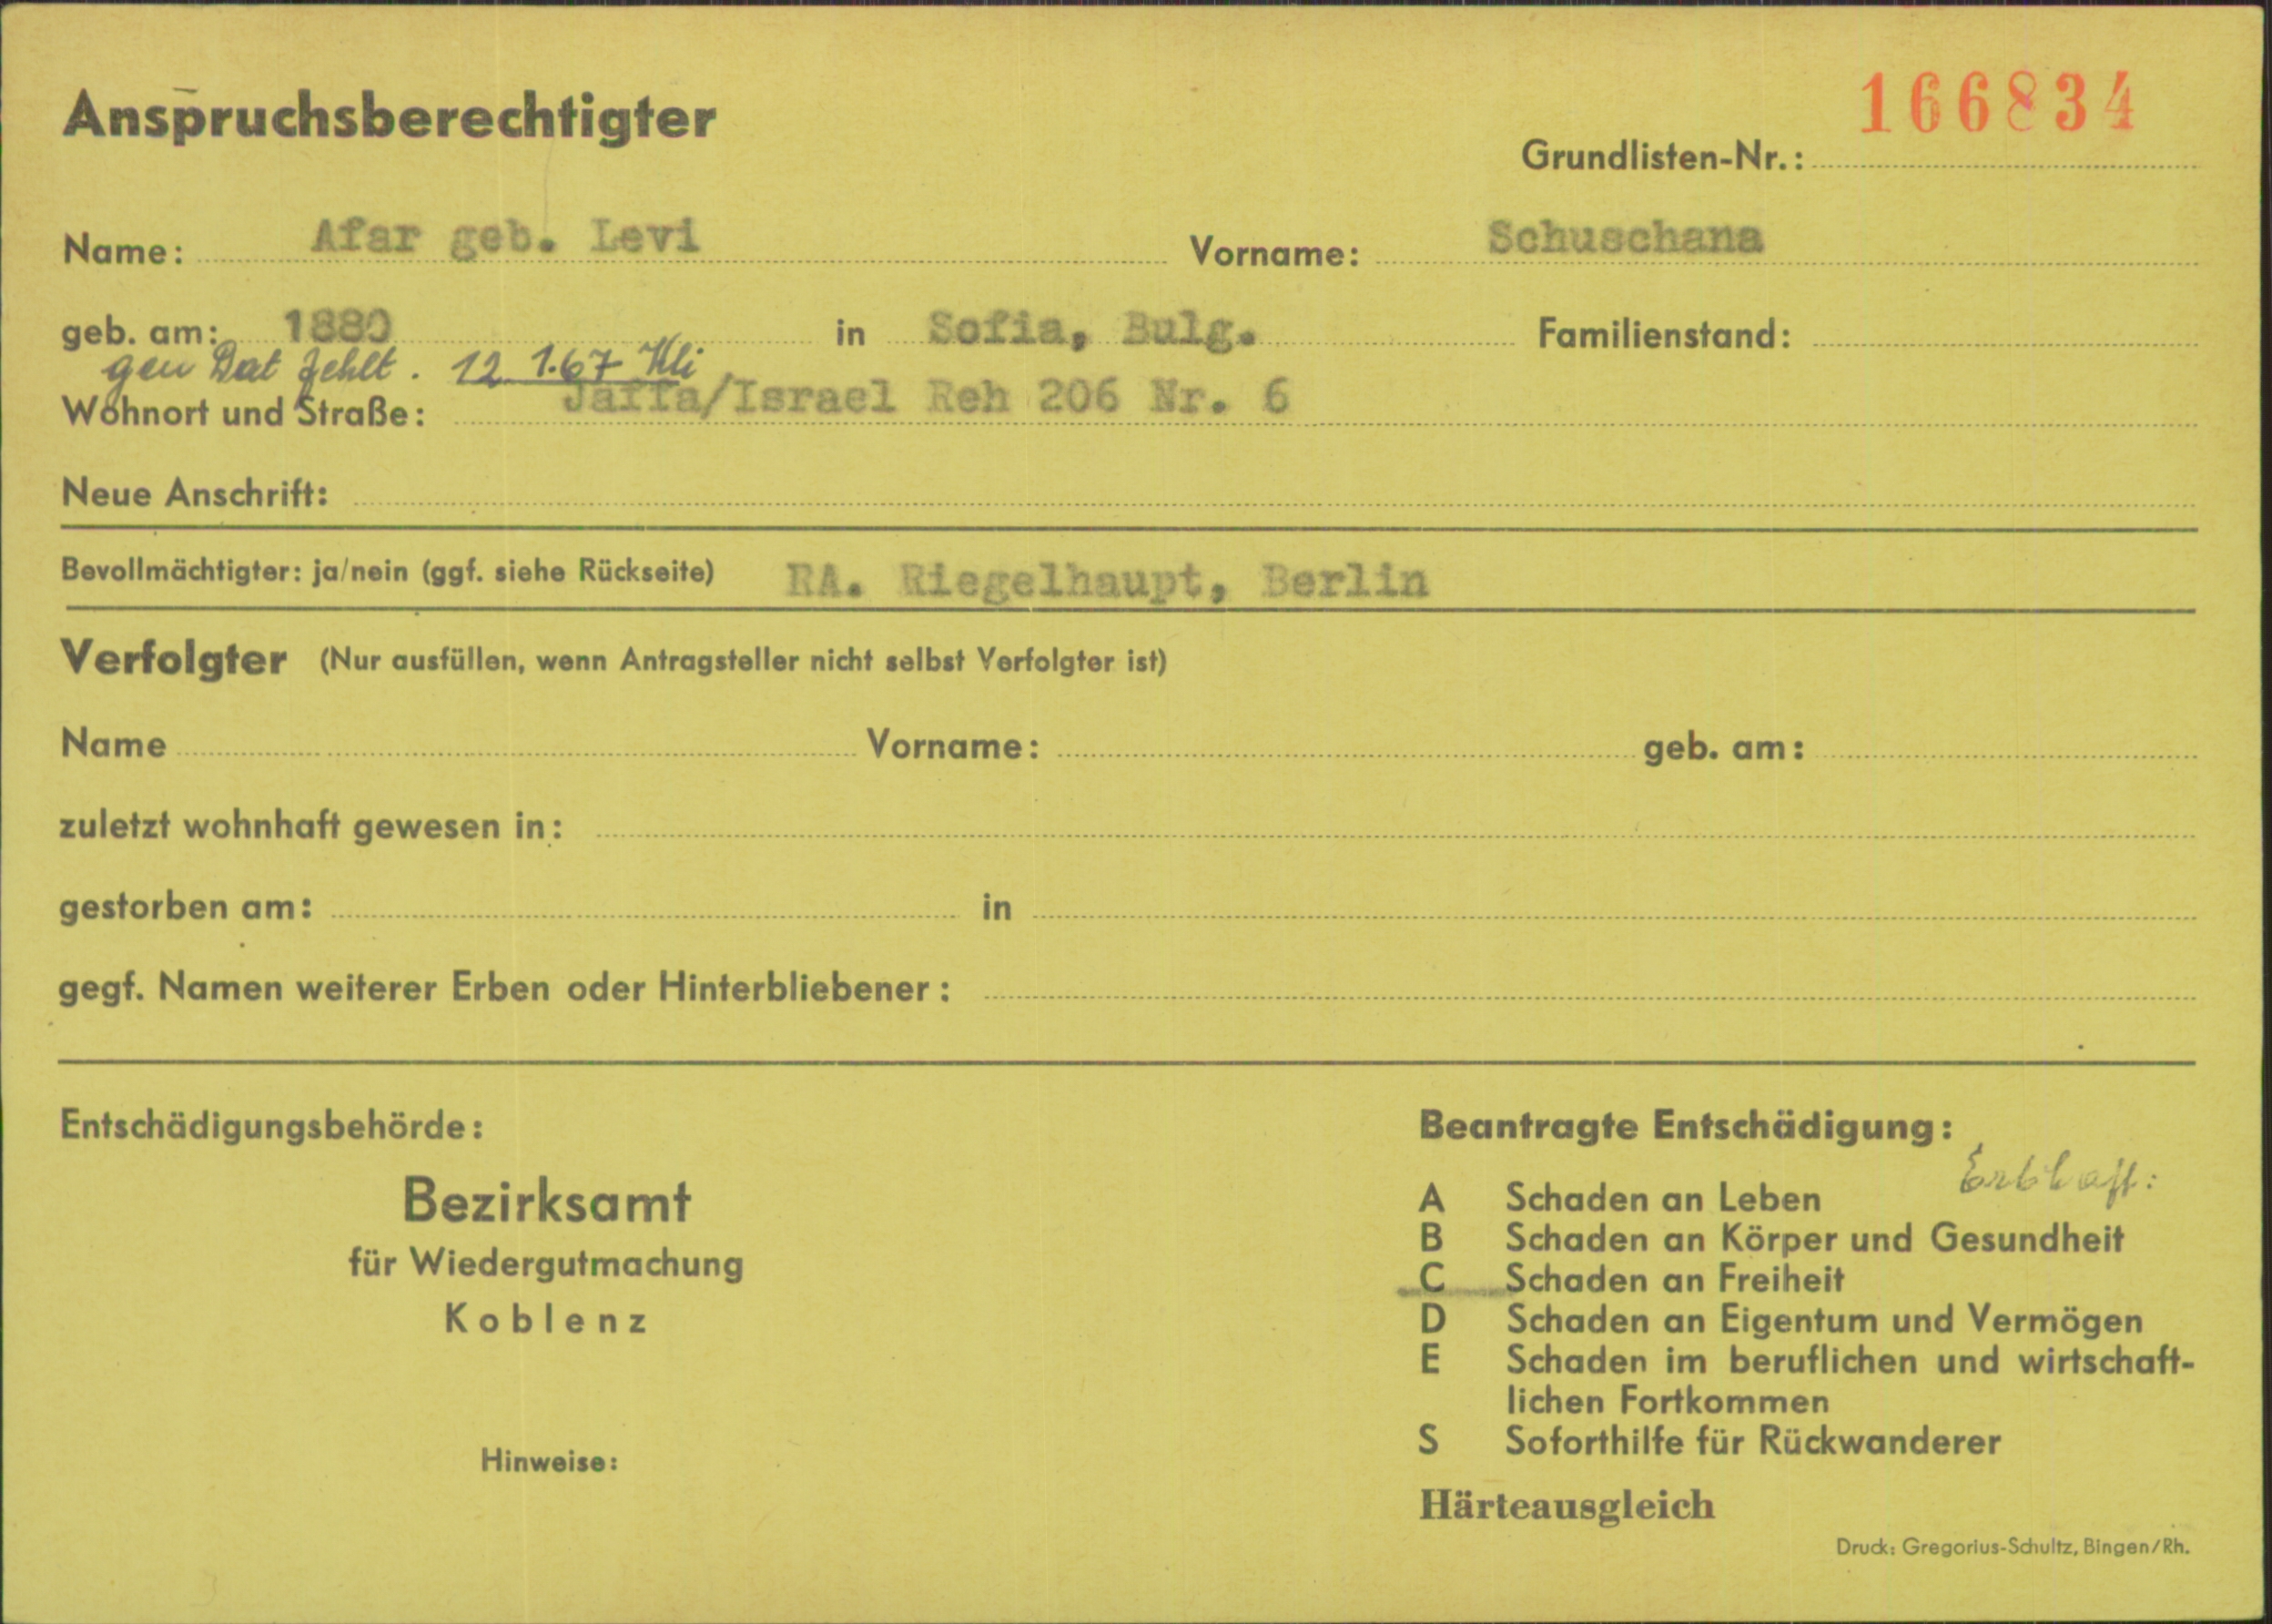 166834
Anspruchsberechtigter
Grundlisten-Nr.:
Name: Afar geb. Levi Vorname: Schuschana
geb. am: 1880 in Sofia, Bulg. Familienstand:
gen Dat fehlt. 12.1.67 Kli
Wohnort und Straße: Jaffa/Israel Reh 206 Nr. 6
Neue Anschrift:
Bevollmächtigter: ja/nein (ggf. siehe Rückseite) RA. Riegelhaupt, Berlin
Verfolgter (Nur ausfüllen, wenn Antragsteller nicht selbst Verfolgter ist)
Name Vorname: geb. am:
zuletzt wohnhaft gewesen in:
gestorben am: in
gegf. Namen weiterer Erben oder Hinterbliebener:
Entschädigungsbehörde:
Bezirksamt
für Wiedergutmachung
Koblenz
Hinweise:
Beantragte Entschädigung:
A Schaden an Leben
B Schaden an Körper und Gesundheit
C Schaden an Freiheit
D Schaden an Eigentum und Vermögen
E Schaden im beruflichen und wirtschaft-
lichen Fortkommen
S Soforthilfe für Rückwanderer
Härteausgleich
Druck: Gregorius-Schultz, Bingen/Rh.